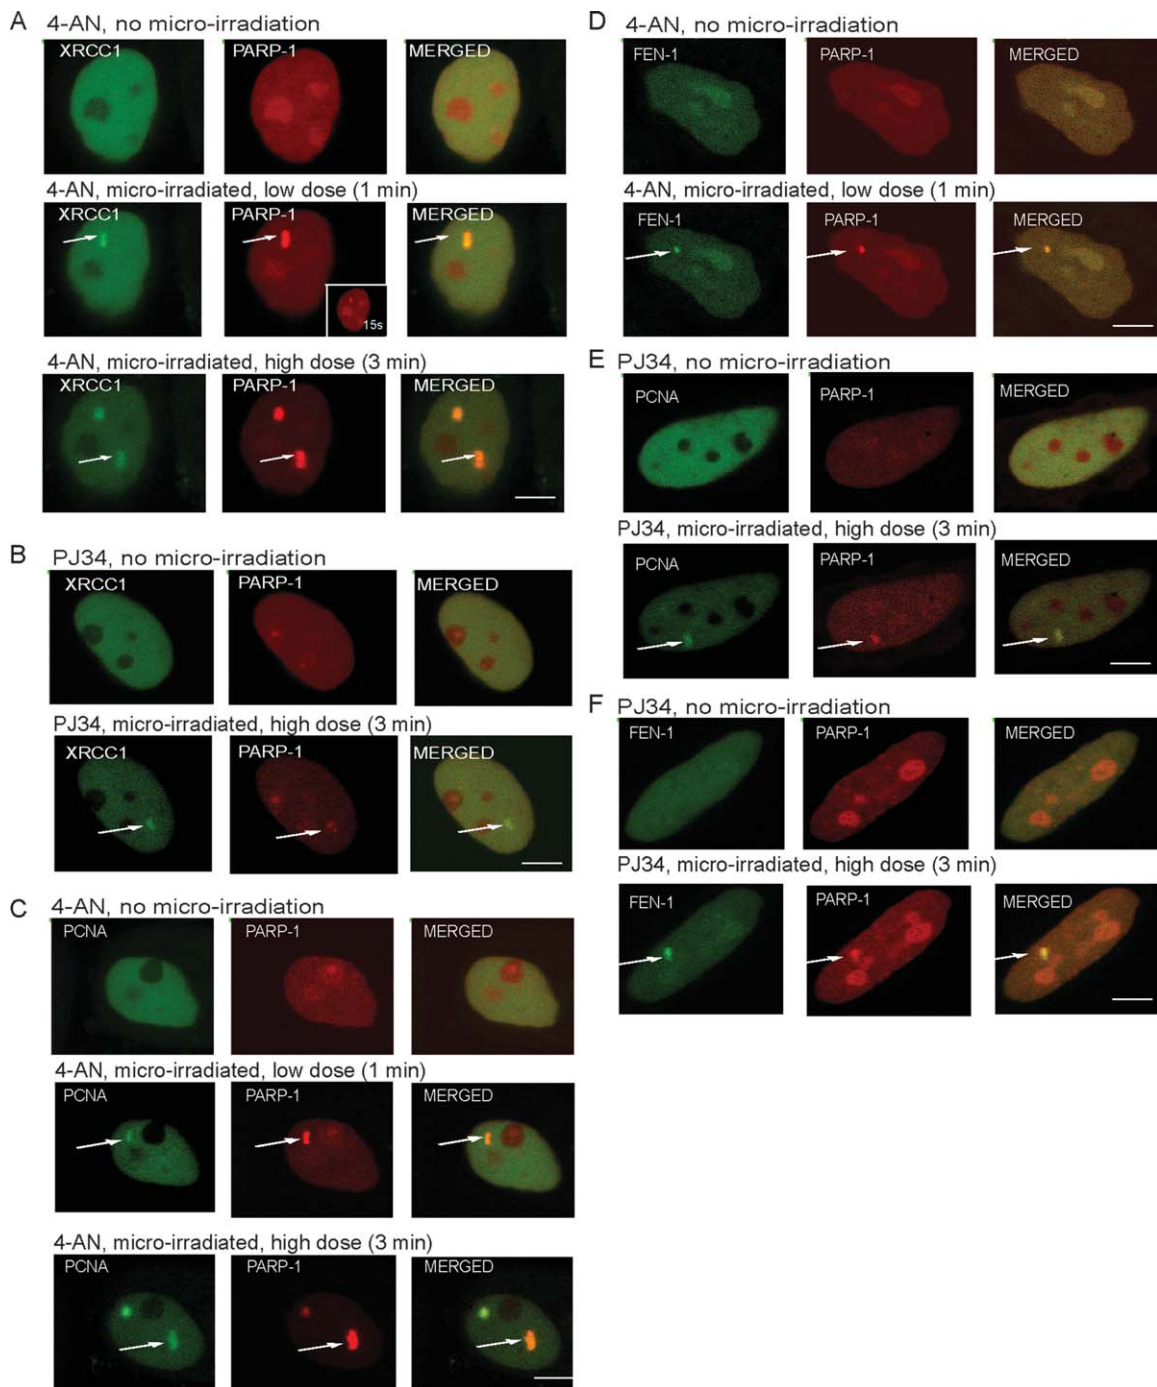 A 4-AN, no micro-irradiation
XRCC1 PARP-1 MERGED
4-AN, micro-irradiated, low dose (1 min)
XRCC1 PARP-1 MERGED
15s
4-AN, micro-irradiated, high dose (3 min)
XRCC1 PARP-1 MERGED
B PJ34, no micro-irradiation
XRCC1 PARP-1 MERGED
PJ34, micro-irradiated, high dose (3 min)
XRCC1 PARP-1 MERGED
C 4-AN, no micro-irradiation
PCNA PARP-1 MERGED
4-AN, micro-irradiated, low dose (1 min)
PCNA PARP-1 MERGED
4-AN, micro-irradiated, high dose (3 min)
PCNA PARP-1 MERGED
D 4-AN, no micro-irradiation
FEN-1 PARP-1 MERGED
4-AN, micro-irradiated, low dose (1 min)
FEN-1 PARP-1 MERGED
E PJ34, no micro-irradiation
PCNA PARP-1 MERGED
PJ34, micro-irradiated, high dose (3 min)
PCNA PARP-1 MERGED
F PJ34, no micro-irradiation
FEN-1 PARP-1 MERGED
PJ34, micro-irradiated, high dose (3 min)
FEN-1 PARP-1 MERGED